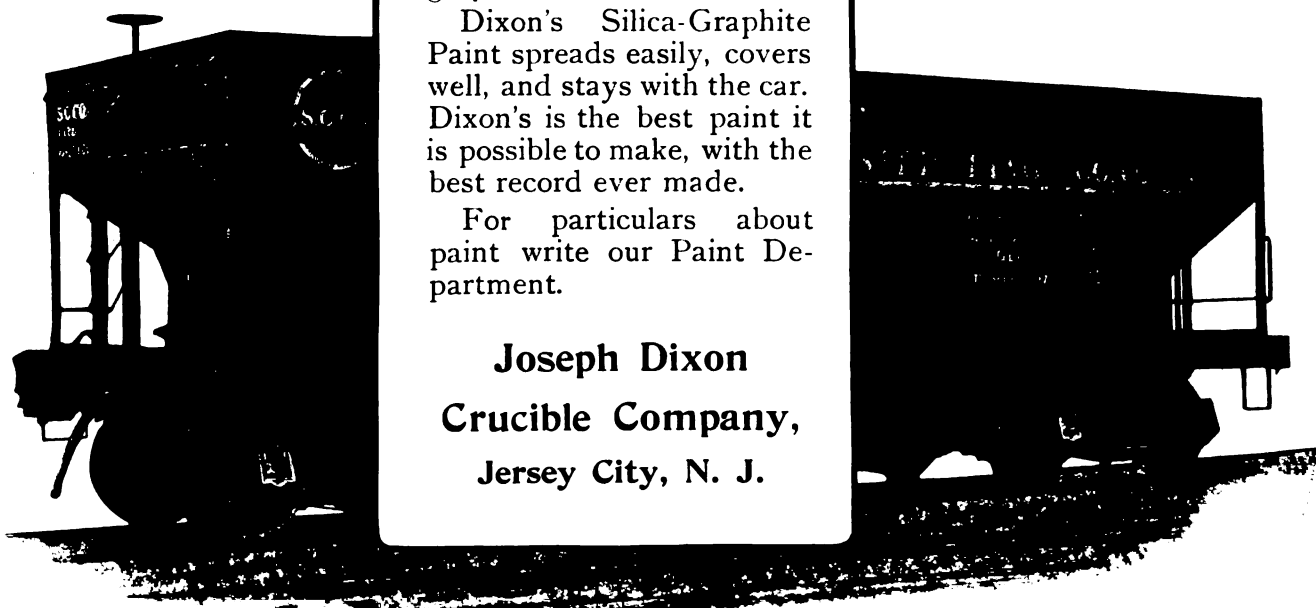 Dixon's Silica-Graphite
Paint spreads easily, covers
well, and stays with the car.
Dixon's is the best paint it
is possible to make, with the
best record ever made.
For particulars about
paint write our Paint De-
partment.
Joseph Dixon
Crucible Company,
Jersey City, N. J.